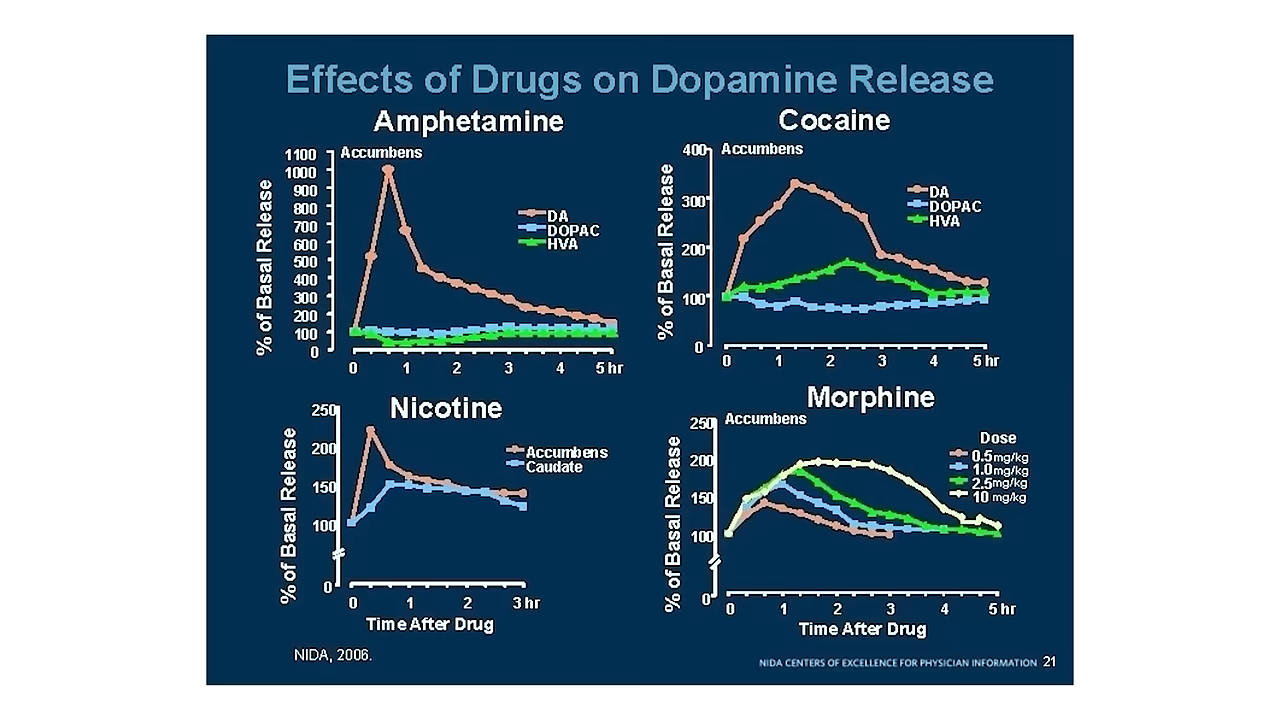 Effects of Drugs on Dopamine Release
Amphetamine
Accumbens
% of Basal Release
1100
1000
900
800
700
600
500
400
300
200
100
0
DA
DOPAC
HVA
0 1 2 3 4 5 hr
Cocaine
Accumbens
% of Basal Release
400
300
200
100
0
DA
DOPAC
HVA
0 1 2 3 4 5 hr
Nicotine
% of Basal Release
250
200
150
100
0
Accumbens
Caudate
0 1 2 3 hr
Time After Drug
Morphine
Accumbens
% of Basal Release
250
200
150
100
0
Dose
0.5mg/kg
1.0mg/kg
2.5mg/kg
10 mg/kg
0 1 2 3 4 5 hr
Time After Drug
NIDA, 2006.
NIDA CENTERS OF EXCELLENCE FOR PHYSICIAN INFORMATION 21